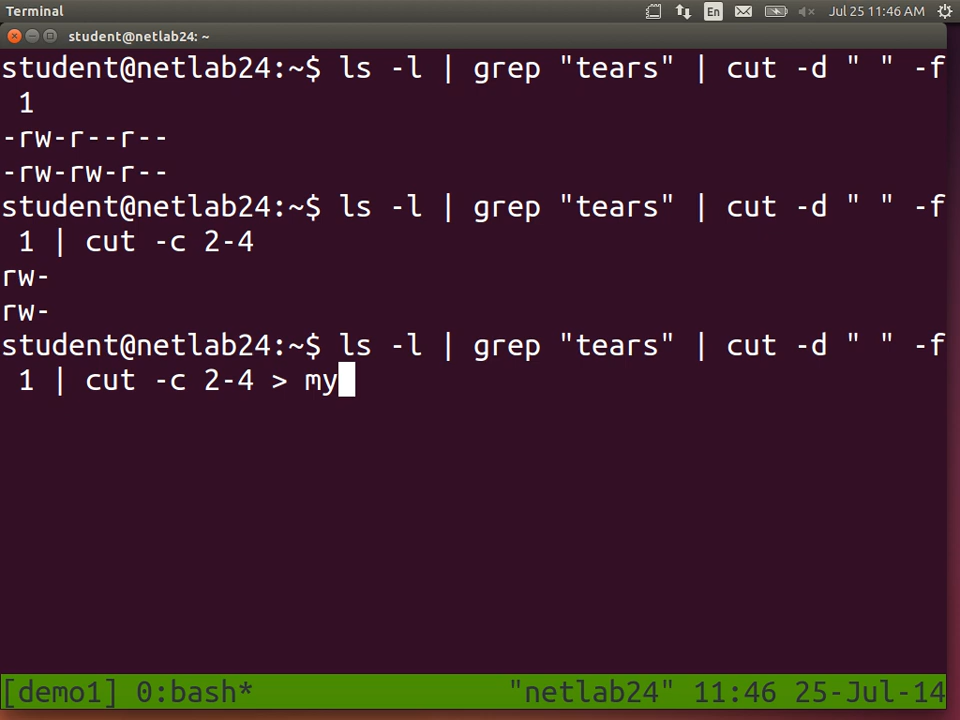 Terminal
En
Jul 25 11:46 AM
student@netlab24: ~
student@netlab24:~$ ls -l | grep "tears" | cut -d " " -f
 1
-rw-r--r--
-rw-rw-r--
student@netlab24:~$ ls -l | grep "tears" | cut -d " " -f
 1 | cut -c 2-4
rw-
rw-
student@netlab24:~$ ls -l | grep "tears" | cut -d " " -f
 1 | cut -c 2-4 > my
[demo1] 0:bash* "netlab24" 11:46 25-Jul-14